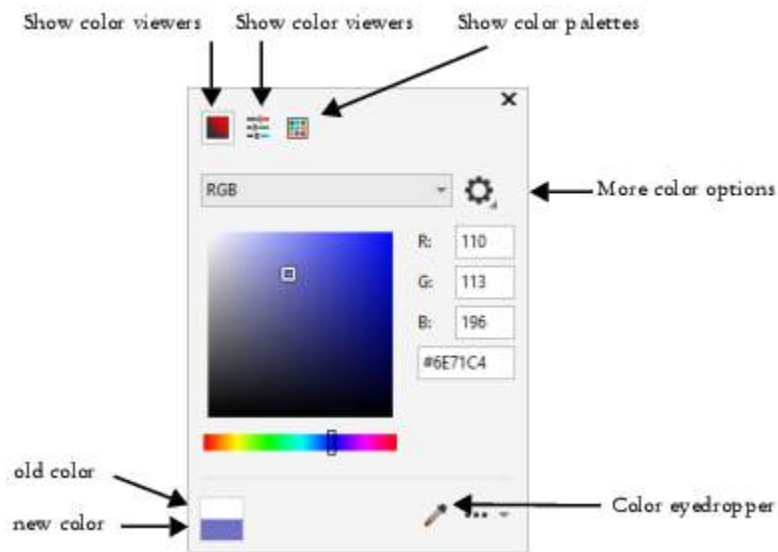 Show color viewers Show color viewers Show color palettes
RGB
More color options
R: 110
G: 113
B: 196
#6E71C4
old color
new color
Color eyedropper